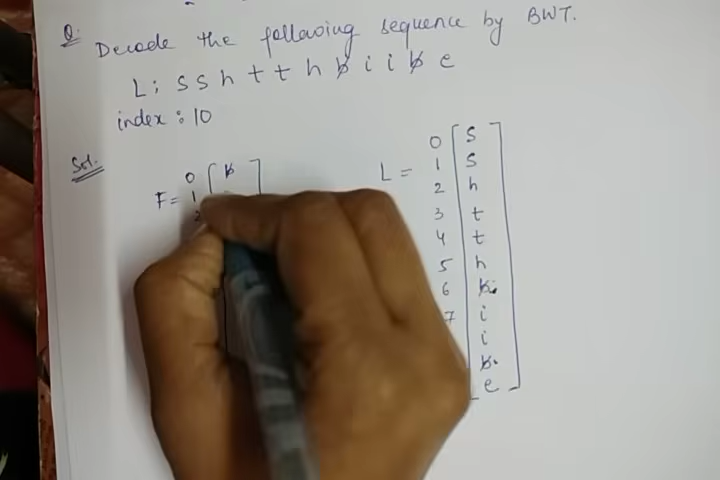 Q. Decode the following sequence by BWT.
L: s s h t t h ƀ i i ƀ e
index : 10
Sol.
F =
0 ƀ
1
2
L =
0 s
1 s
2 h
3 t
4 t
5 h
6 ƀ
7 i
i
ƀ
e